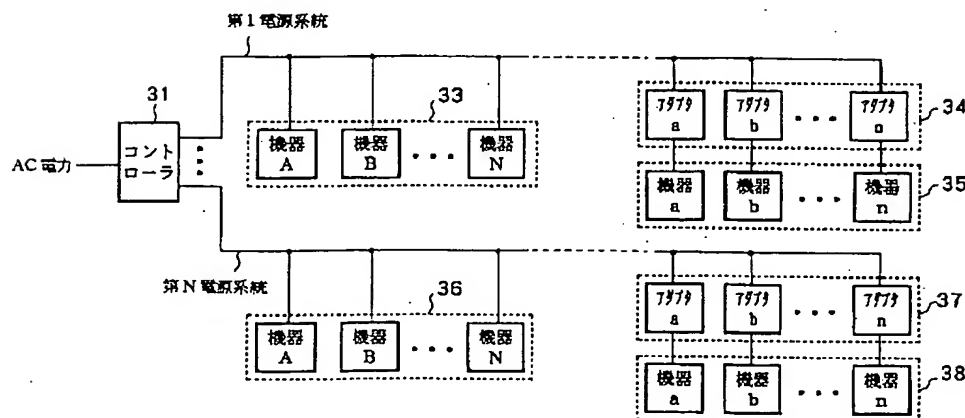 第1電源系統
31
コント
ローラ
AC電力
33
機器
A
機器
B
機器
N
アダプタ
a
アダプタ
b
アダプタ
n
34
機器
a
機器
b
機器
n
35
第N電源系統
36
機器
A
機器
B
機器
N
アダプタ
a
アダプタ
b
アダプタ
n
37
機器
a
機器
b
機器
n
38